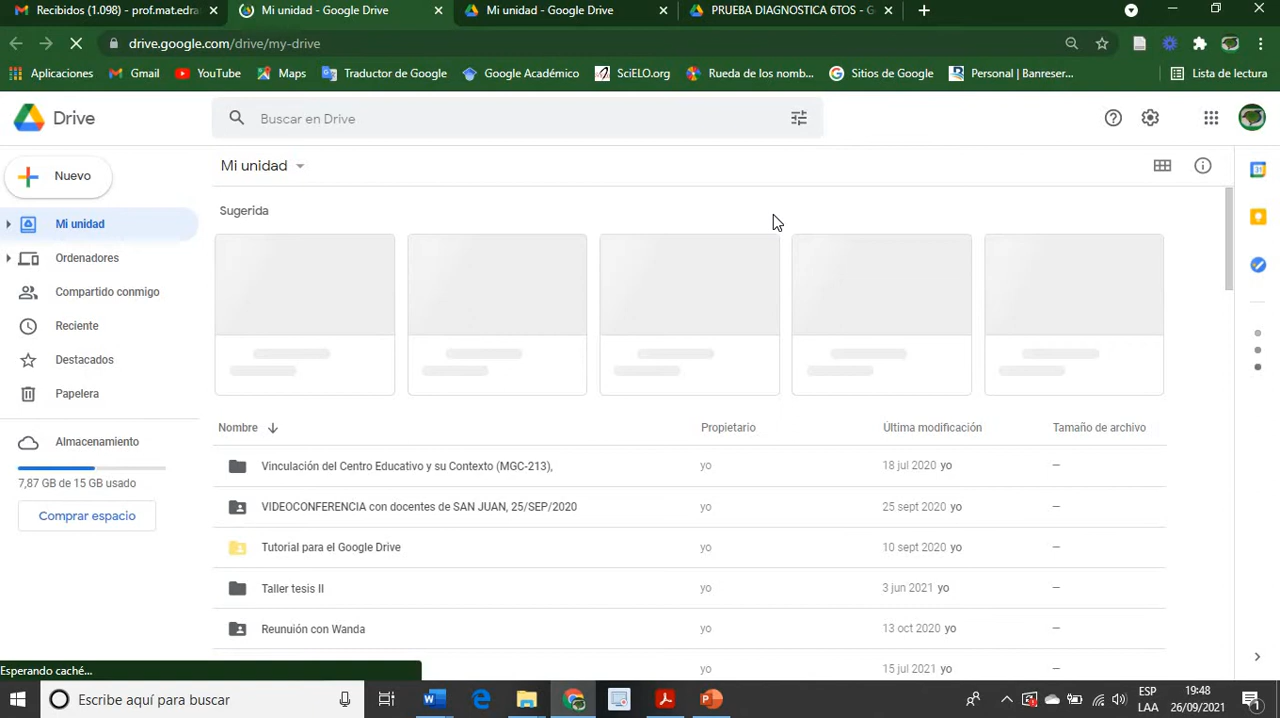 Recibidos (1.098) - prof.mat.edra
Mi unidad - Google Drive
Mi unidad - Google Drive
PRUEBA DIAGNOSTICA 6TOS - G
drive.google.com/drive/my-drive
Aplicaciones
Gmail
YouTube
Maps
Traductor de Google
Google Académico
SciELO.org
Rueda de los nomb...
Sitios de Google
Personal | Banreser...
Lista de lectura
Drive
Buscar en Drive
Nuevo
Mi unidad
Sugerida
Mi unidad
Ordenadores
Compartido conmigo
Reciente
Destacados
Papelera
Almacenamiento
7,87 GB de 15 GB usado
Comprar espacio
Nombre Propietario Última modificación Tamaño de archivo
Vinculación del Centro Educativo y su Contexto (MGC-213), yo 18 jul 2020 yo —
VIDEOCONFERENCIA con docentes de SAN JUAN, 25/SEP/2020 yo 25 sept 2020 yo —
Tutorial para el Google Drive yo 10 sept 2020 yo —
Taller tesis II yo 3 jun 2021 yo —
Reunuión con Wanda yo 13 oct 2020 yo —
yo 15 jul 2021 yo —
Esperando caché...
Escribe aquí para buscar
ESP
LAA
19:48
26/09/2021
1